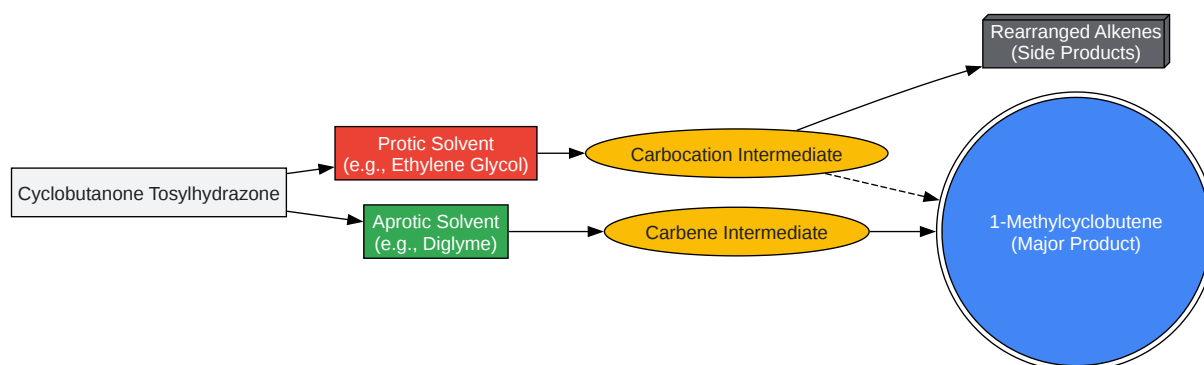 Rearranged Alkenes
(Side Products)
Protic Solvent
(e.g., Ethylene Glycol)
Carbocation Intermediate
Cyclobutanone Tosylhydrazone
Aprotic Solvent
(e.g., Diglyme)
Carbene Intermediate
1-Methylcyclobutene
(Major Product)